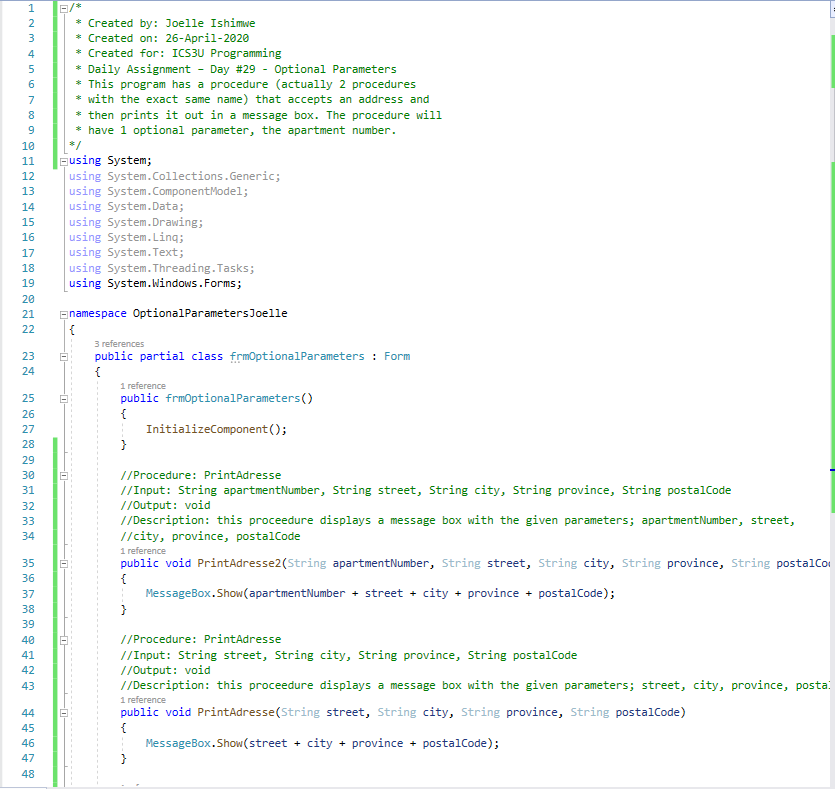 1 /*
2 * Created by: Joelle Ishimwe
3 * Created on: 26-April-2020
4 * Created for: ICS3U Programming
5 * Daily Assignment – Day #29 - Optional Parameters
6 * This program has a procedure (actually 2 procedures
7 * with the exact same name) that accepts an address and
8 * then prints it out in a message box. The procedure will
9 * have 1 optional parameter, the apartment number.
10 */
11 using System;
12 using System.Collections.Generic;
13 using System.ComponentModel;
14 using System.Data;
15 using System.Drawing;
16 using System.Linq;
17 using System.Text;
18 using System.Threading.Tasks;
19 using System.Windows.Forms;
20
21 namespace OptionalParametersJoelle
22 {
3 references
23 public partial class frmOptionalParameters : Form
24 {
1 reference
25 public frmOptionalParameters()
26 {
27 InitializeComponent();
28 }
29
30 //Procedure: PrintAdresse
31 //Input: String apartmentNumber, String street, String city, String province, String postalCode
32 //Output: void
33 //Description: this proceedure displays a message box with the given parameters; apartmentNumber, street,
34 //city, province, postalCode
1 reference
35 public void PrintAdresse2(String apartmentNumber, String street, String city, String province, String postalCo
36 {
37 MessageBox.Show(apartmentNumber + street + city + province + postalCode);
38 }
39
40 //Procedure: PrintAdresse
41 //Input: String street, String city, String province, String postalCode
42 //Output: void
43 //Description: this proceedure displays a message box with the given parameters; street, city, province, posta
1 reference
44 public void PrintAdresse(String street, String city, String province, String postalCode)
45 {
46 MessageBox.Show(street + city + province + postalCode);
47 }
48